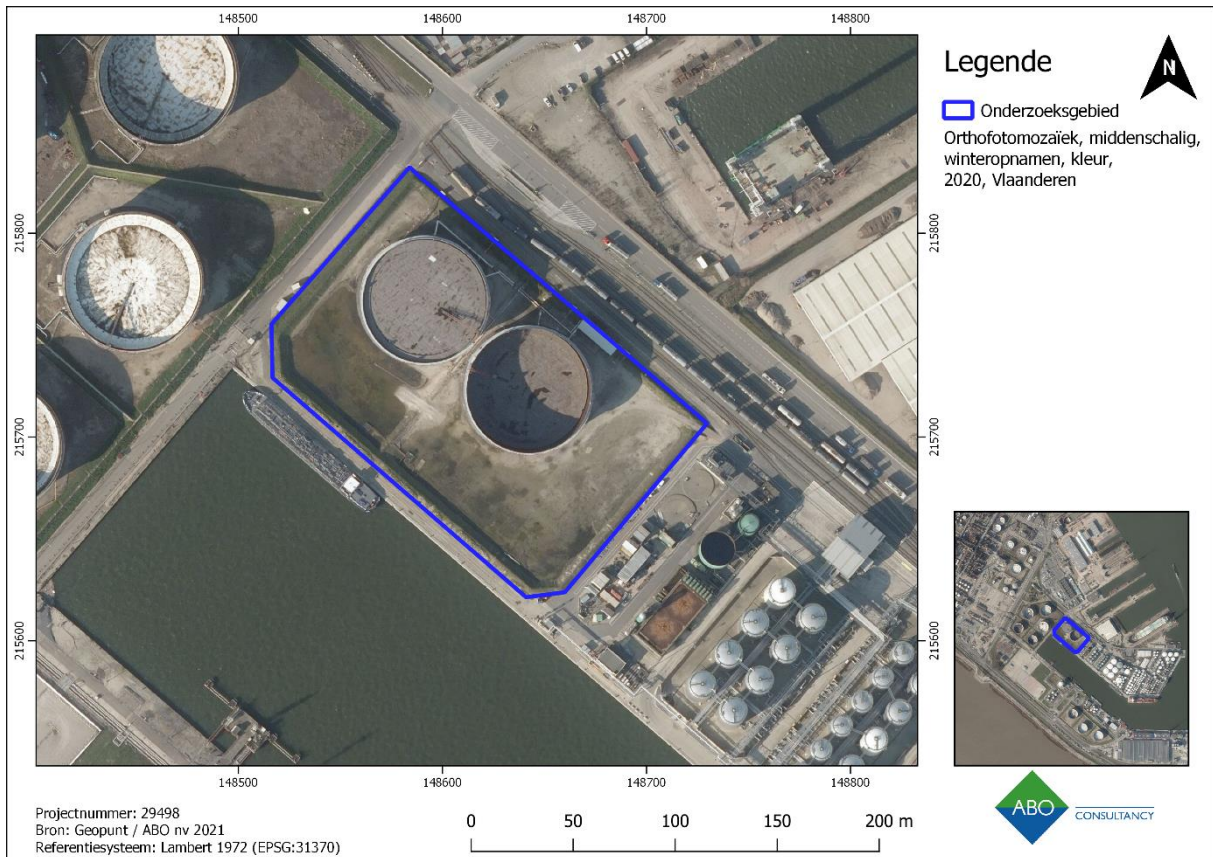 148500 148600 148700 148800
Legende
N
Onderzoeksgebied
Orthofotomozaïek, middenschalig,
winteropnamen, kleur,
2020, Vlaanderen
215800 215800
215700 215700
215600 215600
148500 148600 148700 148800
Projectnummer: 29498
Bron: Geopunt / ABO nv 2021
Referentiesysteem: Lambert 1972 (EPSG:31370)
0 50 100 150 200 m
ABO CONSULTANCY